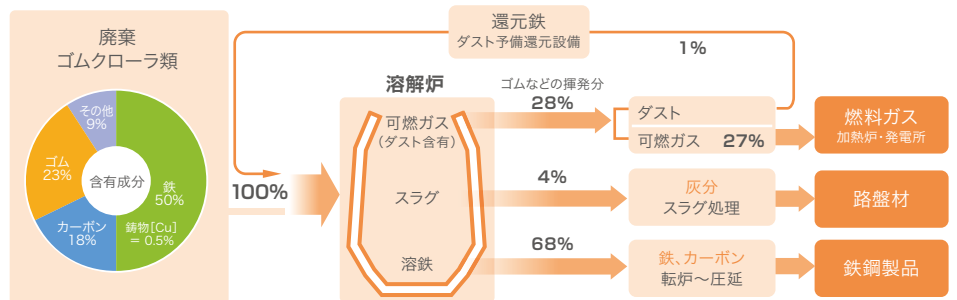 廃棄
ゴムクローラ類
その他
9%
ゴム
23%
含有成分
鉄
50%
カーボン
18%
鋳物[Cu]
= 0.5%
還元鉄
ダスト予備還元設備
1%
100%
溶解炉
可燃ガス
(ダスト含有)
スラグ
溶鉄
ゴムなどの揮発分
28%
ダスト
可燃ガス 27%
燃料ガス
加熱炉・発電所
4%
灰分
スラグ処理
路盤材
68%
鉄、カーボン
転炉〜圧延
鉄鋼製品